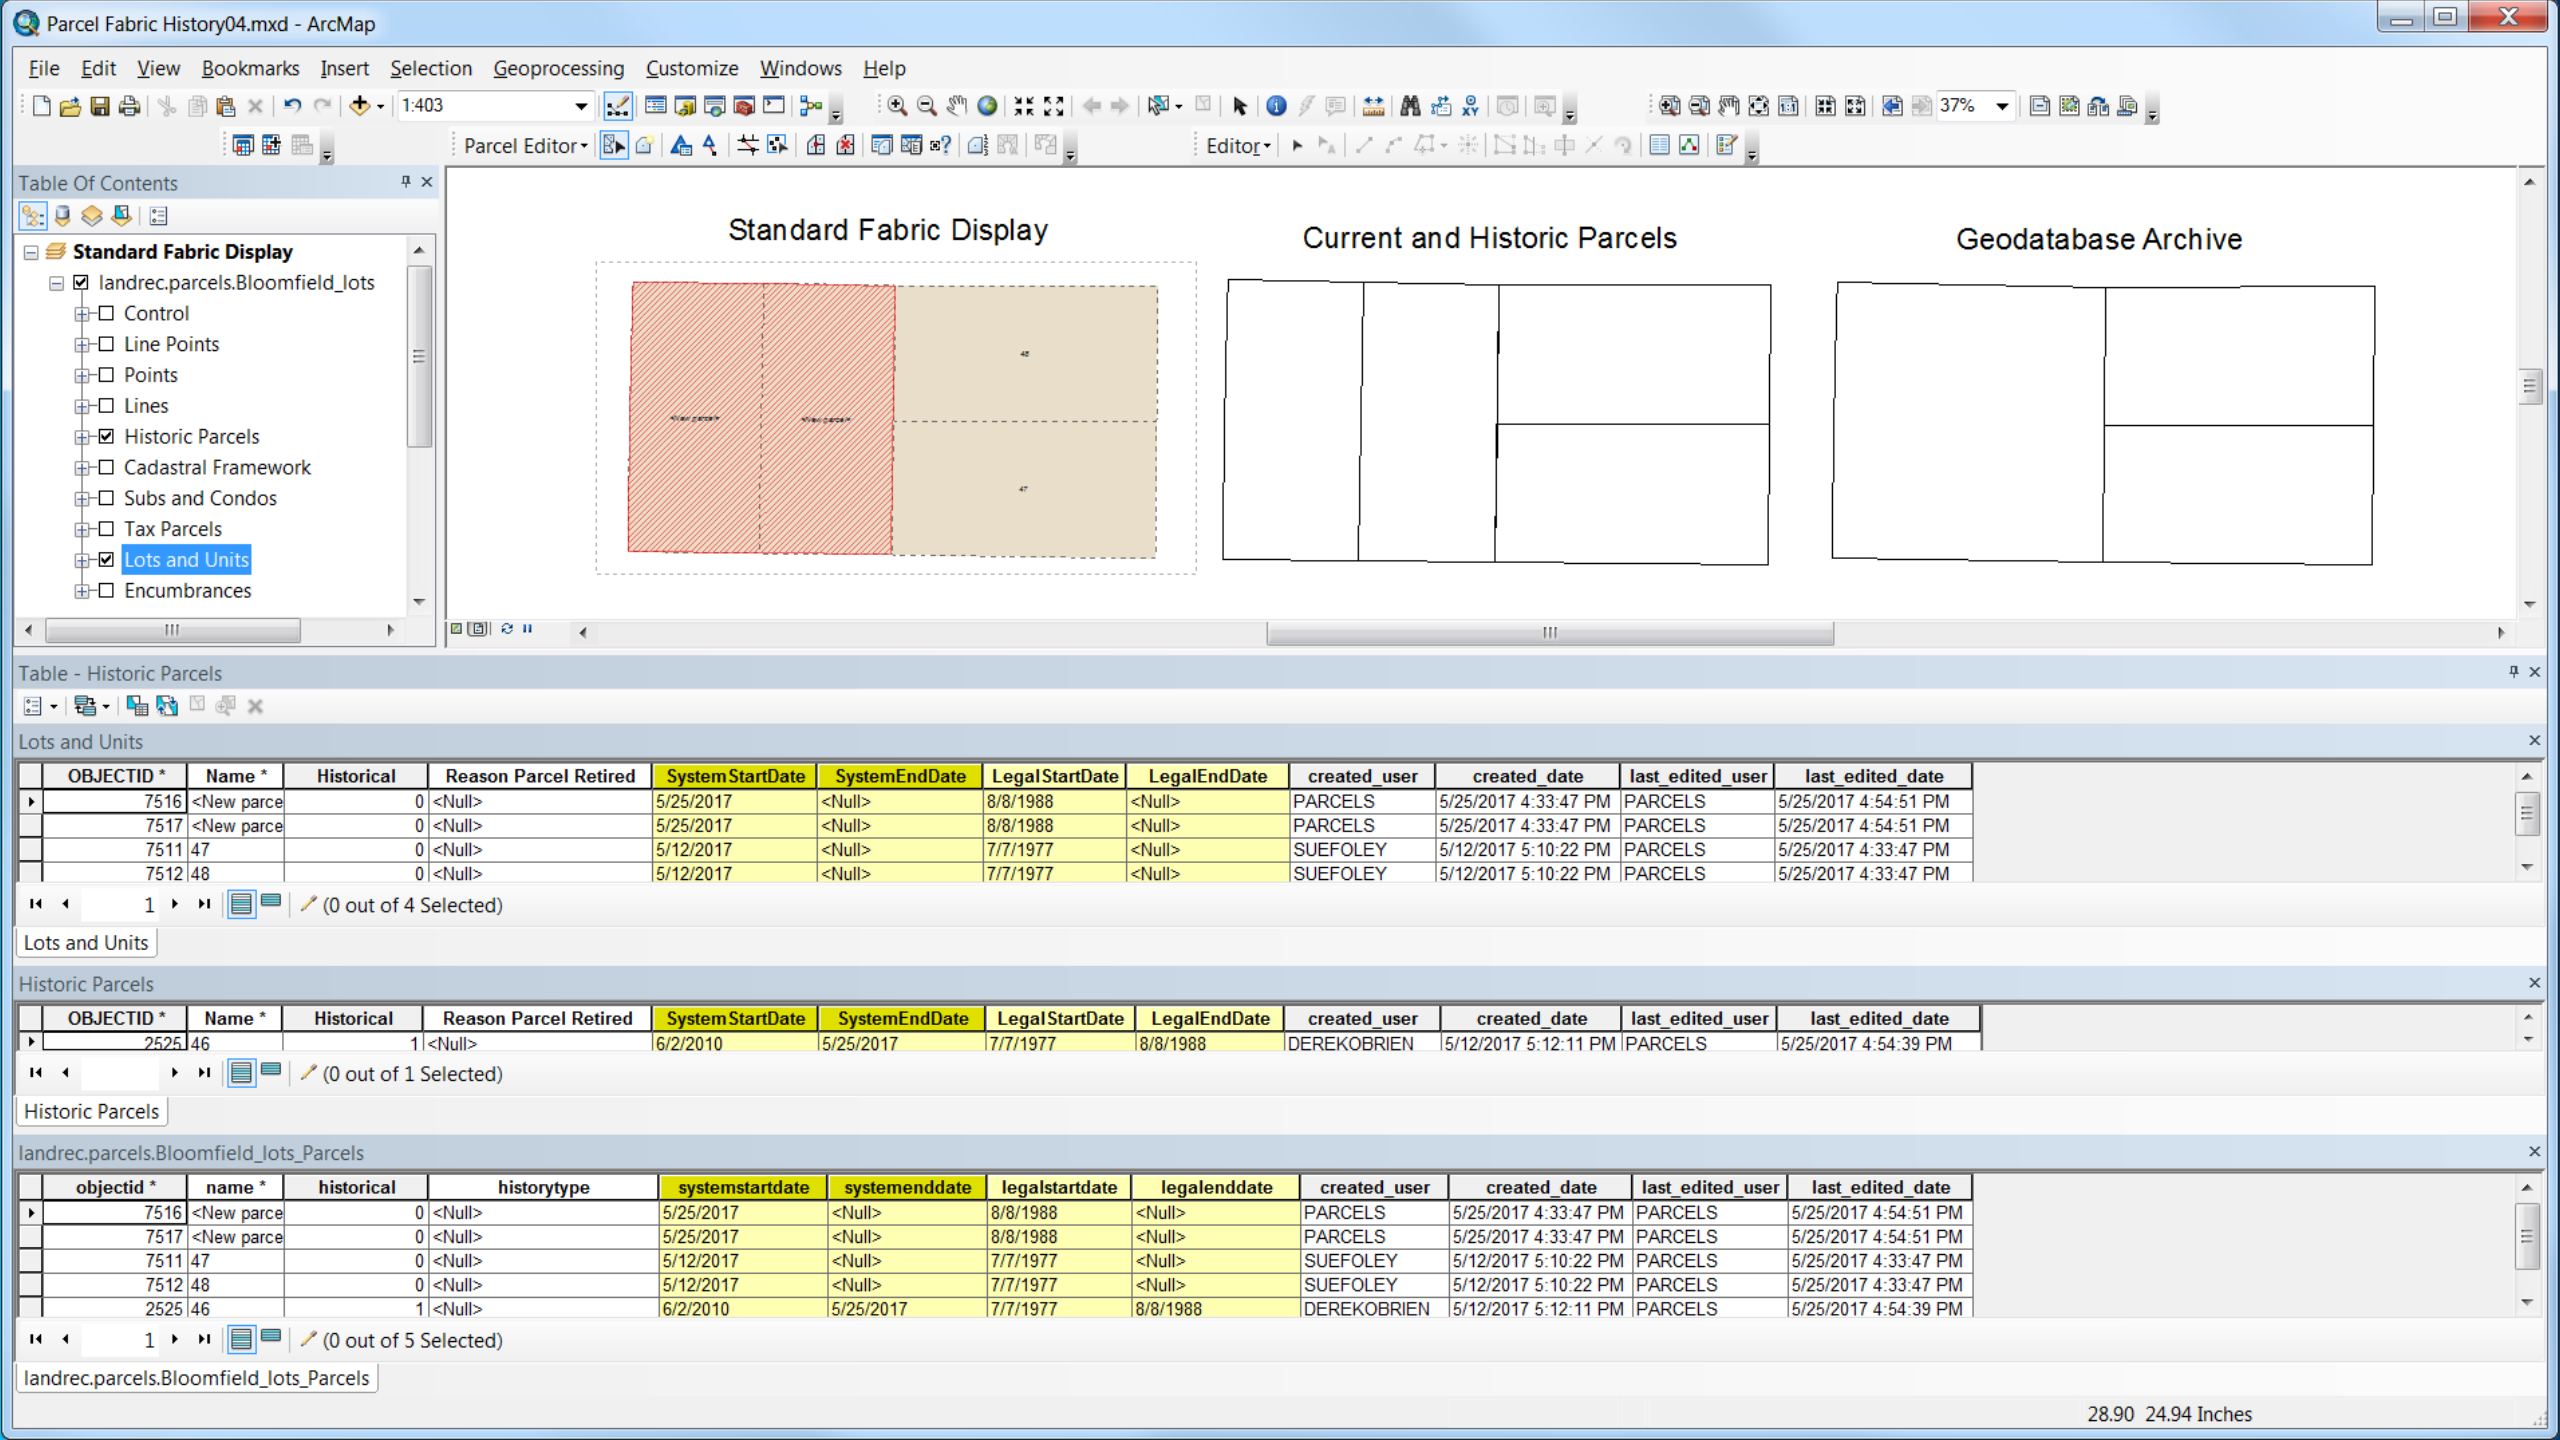 Parcel Fabric History04.mxd - ArcMap
File Edit View Bookmarks Insert Selection Geoprocessing Customize Windows Help
1:403
37%
Parcel Editor
Editor
Table Of Contents
Standard Fabric Display
landrec.parcels.Bloomfield_lots
Control
Line Points
Points
Lines
Historic Parcels
Cadastral Framework
Subs and Condos
Tax Parcels
Lots and Units
Encumbrances
Standard Fabric Display
48
<New parcel> <New parcel>
47
Current and Historic Parcels
Geodatabase Archive
Table - Historic Parcels
Lots and Units
OBJECTID * Name * Historical Reason Parcel Retired SystemStartDate SystemEndDate LegalStartDate LegalEndDate created_user created_date last_edited_user last_edited_date
7516 <New parce 0 <Null> 5/25/2017 <Null> 8/8/1988 <Null> PARCELS 5/25/2017 4:33:47 PM PARCELS 5/25/2017 4:54:51 PM
7517 <New parce 0 <Null> 5/25/2017 <Null> 8/8/1988 <Null> PARCELS 5/25/2017 4:33:47 PM PARCELS 5/25/2017 4:54:51 PM
7511 47 0 <Null> 5/12/2017 <Null> 7/7/1977 <Null> SUEFOLEY 5/12/2017 5:10:22 PM PARCELS 5/25/2017 4:33:47 PM
7512 48 0 <Null> 5/12/2017 <Null> 7/7/1977 <Null> SUEFOLEY 5/12/2017 5:10:22 PM PARCELS 5/25/2017 4:33:47 PM
1 (0 out of 4 Selected)
Lots and Units
Historic Parcels
OBJECTID * Name * Historical Reason Parcel Retired SystemStartDate SystemEndDate LegalStartDate LegalEndDate created_user created_date last_edited_user last_edited_date
2525 46 1 <Null> 6/2/2010 5/25/2017 7/7/1977 8/8/1988 DEREKOBRIEN 5/12/2017 5:12:11 PM PARCELS 5/25/2017 4:54:39 PM
(0 out of 1 Selected)
Historic Parcels
landrec.parcels.Bloomfield_lots_Parcels
objectid * name * historical historytype systemstartdate systemenddate legalstartdate legalenddate created_user created_date last_edited_user last_edited_date
7516 <New parce 0 <Null> 5/25/2017 <Null> 8/8/1988 <Null> PARCELS 5/25/2017 4:33:47 PM PARCELS 5/25/2017 4:54:51 PM
7517 <New parce 0 <Null> 5/25/2017 <Null> 8/8/1988 <Null> PARCELS 5/25/2017 4:33:47 PM PARCELS 5/25/2017 4:54:51 PM
7511 47 0 <Null> 5/12/2017 <Null> 7/7/1977 <Null> SUEFOLEY 5/12/2017 5:10:22 PM PARCELS 5/25/2017 4:33:47 PM
7512 48 0 <Null> 5/12/2017 <Null> 7/7/1977 <Null> SUEFOLEY 5/12/2017 5:10:22 PM PARCELS 5/25/2017 4:33:47 PM
2525 46 1 <Null> 6/2/2010 5/25/2017 7/7/1977 8/8/1988 DEREKOBRIEN 5/12/2017 5:12:11 PM PARCELS 5/25/2017 4:54:39 PM
1 (0 out of 5 Selected)
landrec.parcels.Bloomfield_lots_Parcels
28.90 24.94 Inches